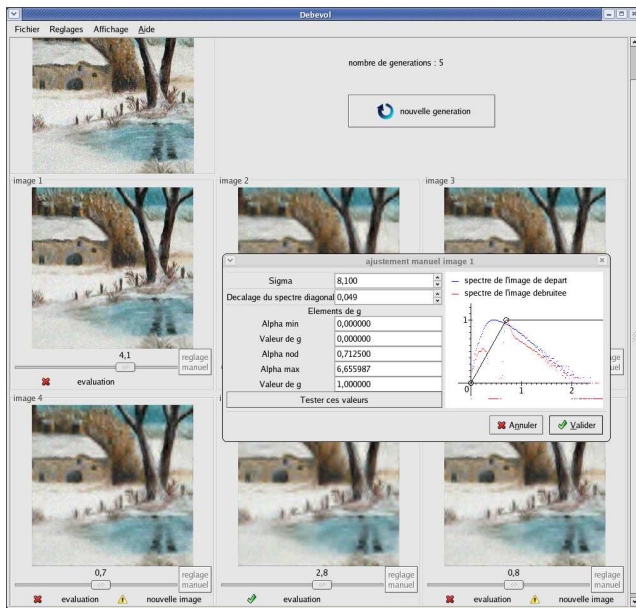 Debevol
Fichier Reglages Affichage Aide
nombre de generations : 5
nouvelle generation
image 1
image 2
image 3
ajustement manuel image 1
Sigma 8,100
Decalage du spectre diagonal 0,049
Elements de g
Alpha min 0,000000
Valeur de g 0,000000
Alpha nod 0,712500
Alpha max 6,655987
Valeur de g 1,000000
Tester ces valeurs
spectre de l'image de depart
spectre de l'image debruitee
1
0 1 2
Annuler Valider
4,1
reglage manuel
evaluation
image 4
0,7
reglage manuel
evaluation nouvelle image
2,8
reglage manuel
evaluation
0,8
reglage manuel
evaluation nouvelle image